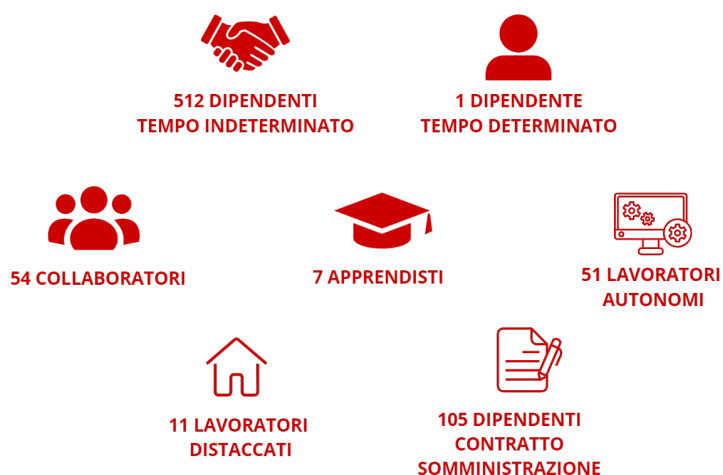 512 DIPENDENTI
TEMPO INDETERMINATO
1 DIPENDENTE
TEMPO DETERMINATO
54 COLLABORATORI
7 APPRENDISTI
51 LAVORATORI
AUTONOMI
11 LAVORATORI
DISTACCATI
105 DIPENDENTI
CONTRATTO
SOMMINISTRAZIONE